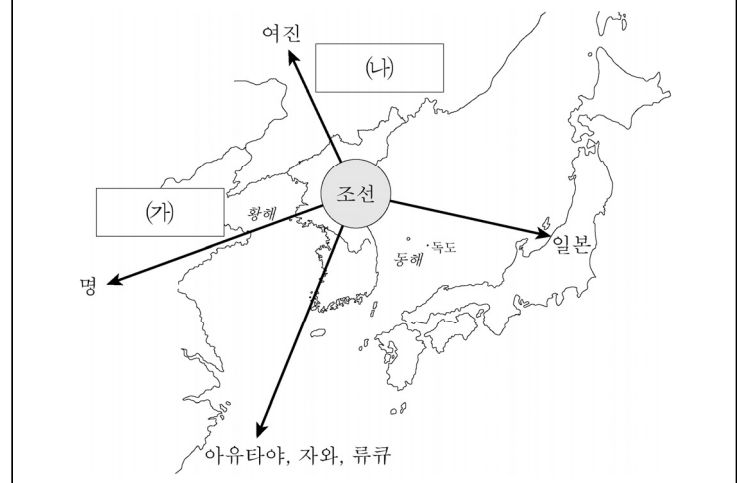 여진
(나)
조선
(가)
황해
독도
동해
일본
명
아유타야, 자와, 류큐